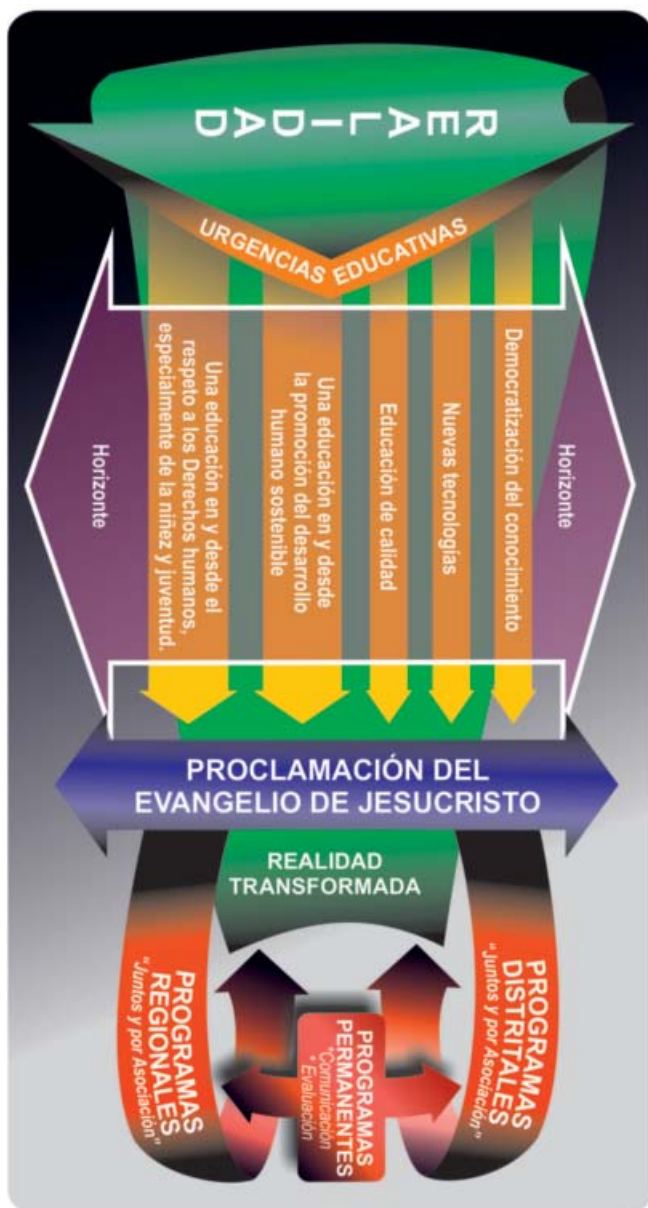 REALIDAD
URGENCIAS EDUCATIVAS
Horizonte
Una educación en y desde el
respeto a los Derechos humanos,
especialmente de la niñez y juventud.
Una educación en y desde
la promoción del desarrollo
humano sostenible
Educación de calidad
Nuevas tecnologías
Democratización del conocimiento
Horizonte
PROCLAMACIÓN DEL
EVANGELIO DE JESUCRISTO
REALIDAD
TRANSFORMADA
PROGRAMAS
REGIONALES
"Juntos y por Asociación"
PROGRAMAS
PERMANENTES
*Comunicación
* Evaluación
PROGRAMAS
DISTRITALES
"Juntos y por Asociación"